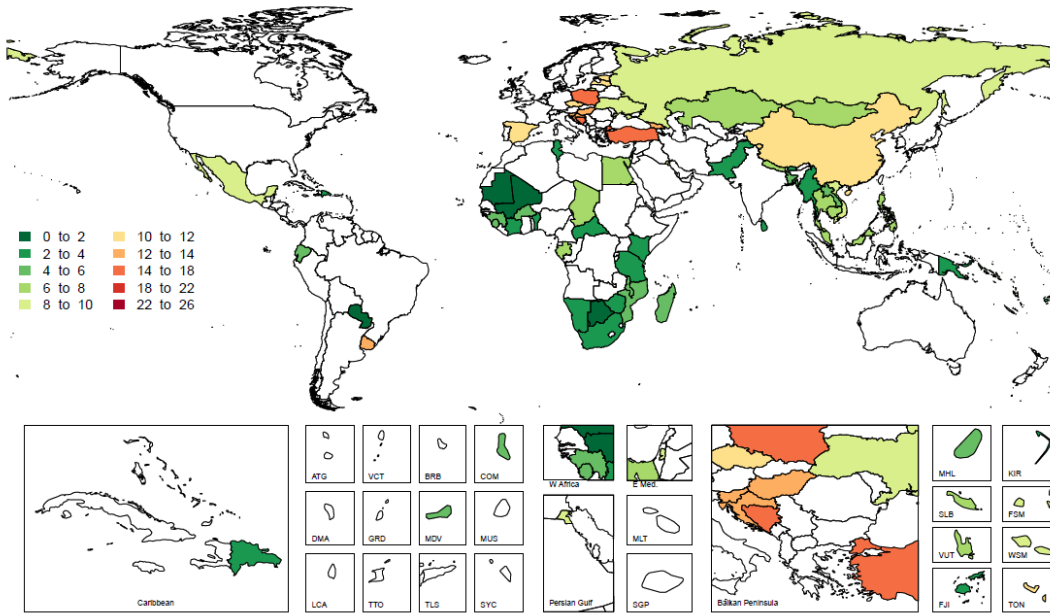 0 to 2
2 to 4
4 to 6
6 to 8
8 to 10
10 to 12
12 to 14
14 to 18
18 to 22
22 to 26
Caribbean
ATG
VCT
BRB
COM
DMA
GRD
MDV
MUS
LCA
TTO
TLS
SYC
W Africa
E Med.
Persian Gulf
MLT
SGP
Balkan Peninsula
MHL
KIR
SLB
FSM
VUT
WSM
FJI
TON